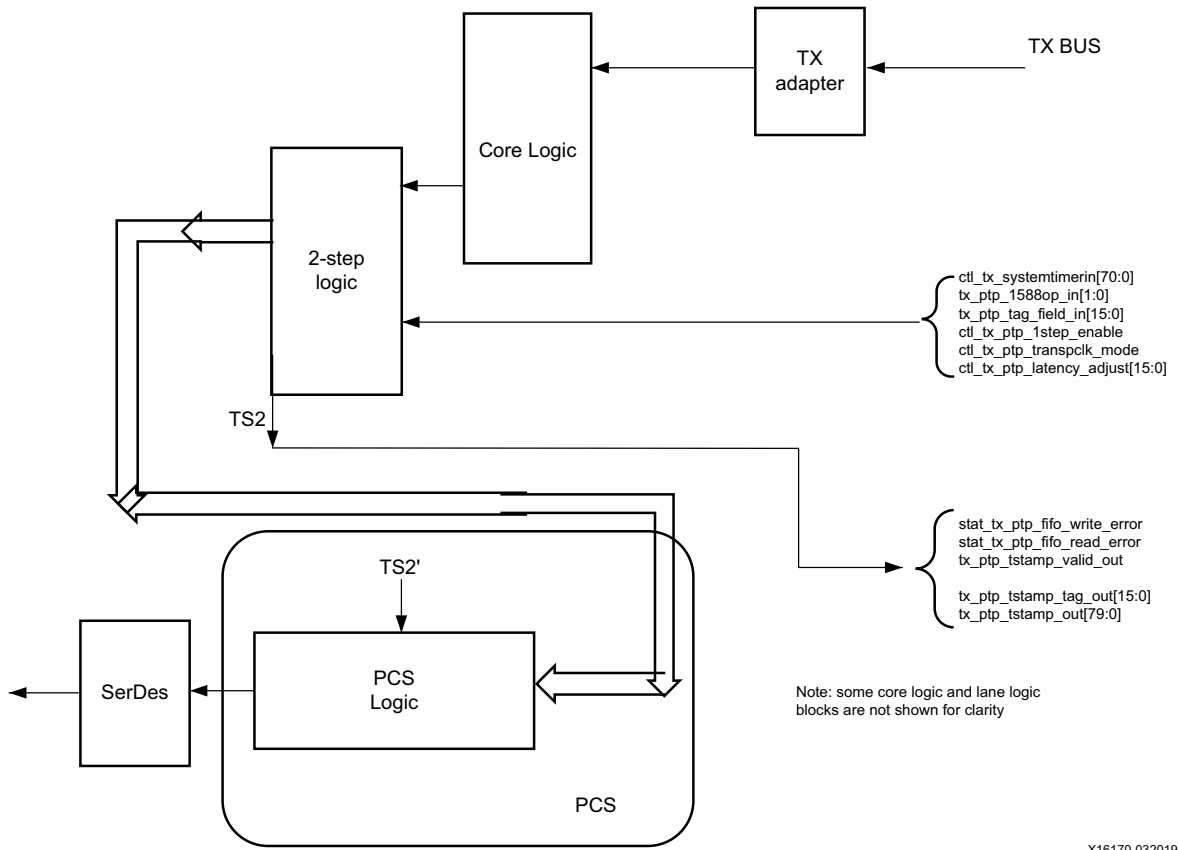 TX BUS
TX
adapter
Core Logic
2-step
logic
ctl_tx_systemtimerin[70:0]
tx_ptp_1588op_in[1:0]
tx_ptp_tag_field_in[15:0]
ctl_tx_ptp_1step_enable
ctl_tx_ptp_transpclk_mode
ctl_tx_ptp_latency_adjust[15:0]
TS2
stat_tx_ptp_fifo_write_error
stat_tx_ptp_fifo_read_error
tx_ptp_tstamp_valid_out
tx_ptp_tstamp_tag_out[15:0]
tx_ptp_tstamp_out[79:0]
TS2'
PCS
Logic
SerDes
Note: some core logic and lane logic
blocks are not shown for clarity
PCS
X16170-032019